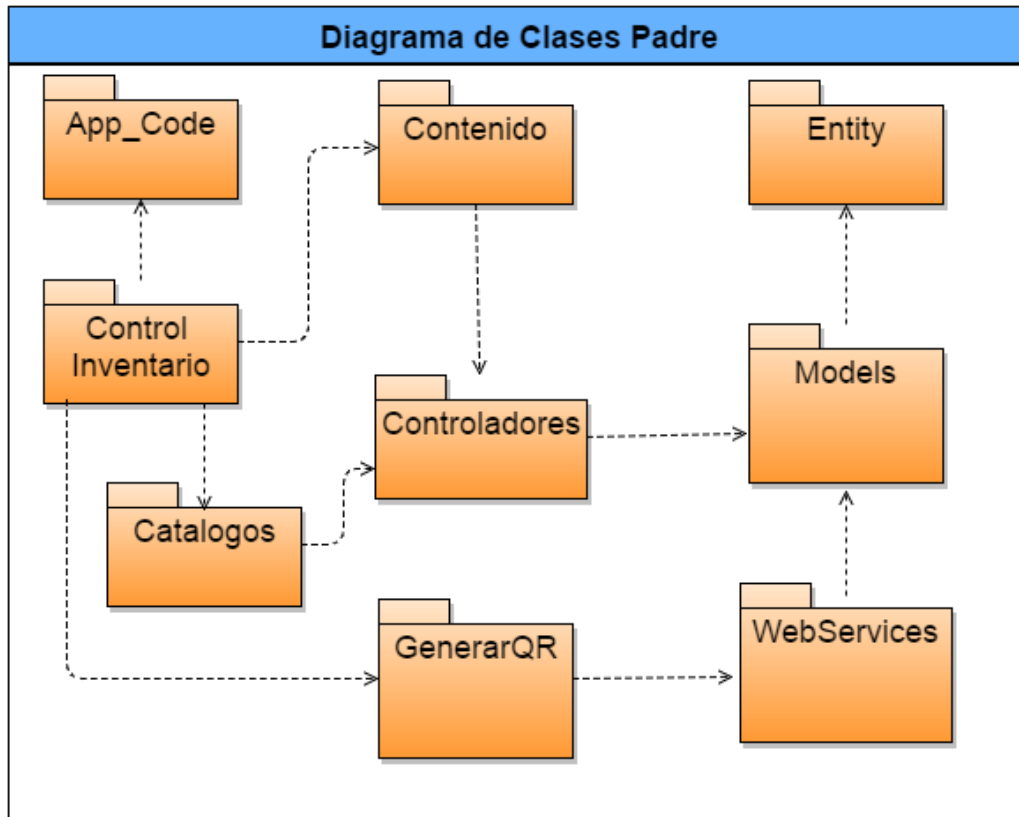 Diagrama de Clases Padre
App_Code
Contenido
Entity
Control
Inventario
Models
Controladores
Catalogos
GenerarQR
WebServices